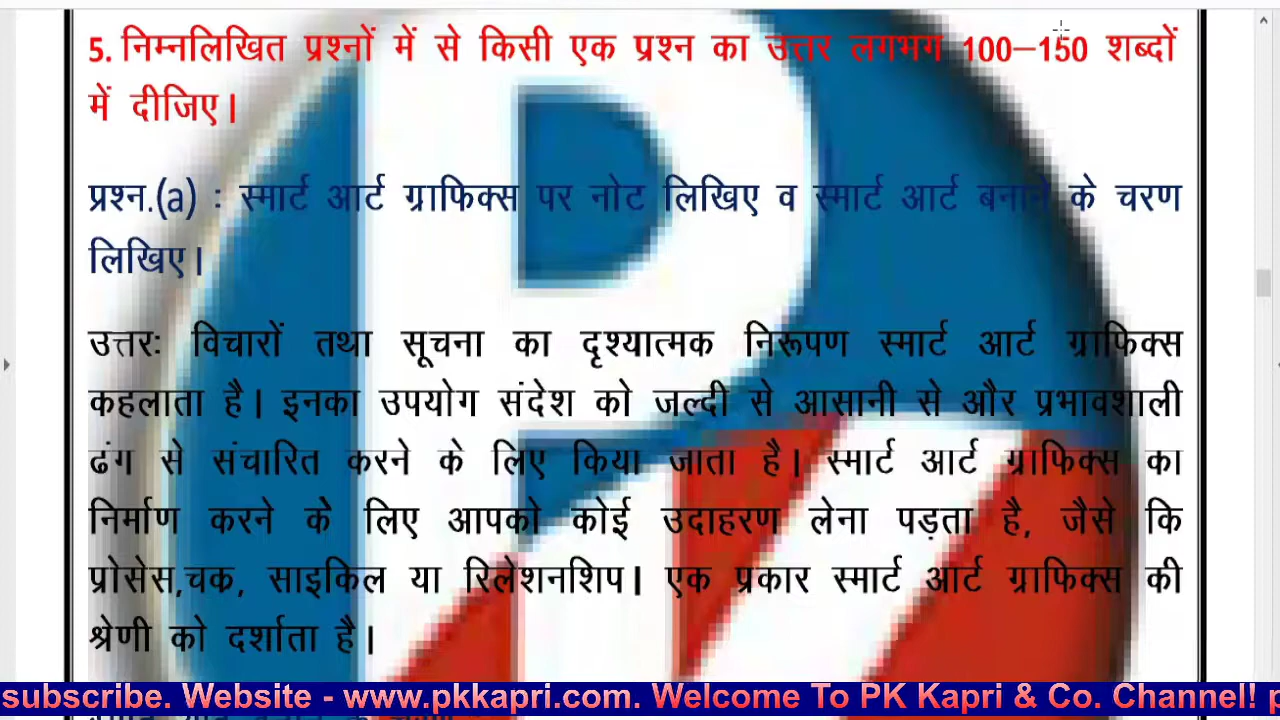 5. निम्नलिखित प्रश्नों में से किसी एक प्रश्न का उत्तर लगभग 100–150 शब्दों
में दीजिए।
प्रश्न.(a) : स्मार्ट आर्ट ग्राफिक्स पर नोट लिखिए व स्मार्ट आर्ट बनाने के चरण
लिखिए।
उत्तरः विचारों तथा सूचना का दृश्यात्मक निरूपण स्मार्ट आर्ट ग्राफिक्स
कहलाता है। इनका उपयोग संदेश को जल्दी से आसानी से और प्रभावशाली
ढंग से संचारित करने के लिए किया जाता है। स्मार्ट आर्ट ग्राफिक्स का
निर्माण करने के लिए आपको कोई उदाहरण लेना पड़ता है, जैसे कि
प्रोसेस,चक्र, साइकिल या रिलेशनशिप। एक प्रकार स्मार्ट आर्ट ग्राफिक्स की
श्रेणी को दर्शाता है।
subscribe. Website - www.pkkapri.com. Welcome To PK Kapri & Co. Channel! p